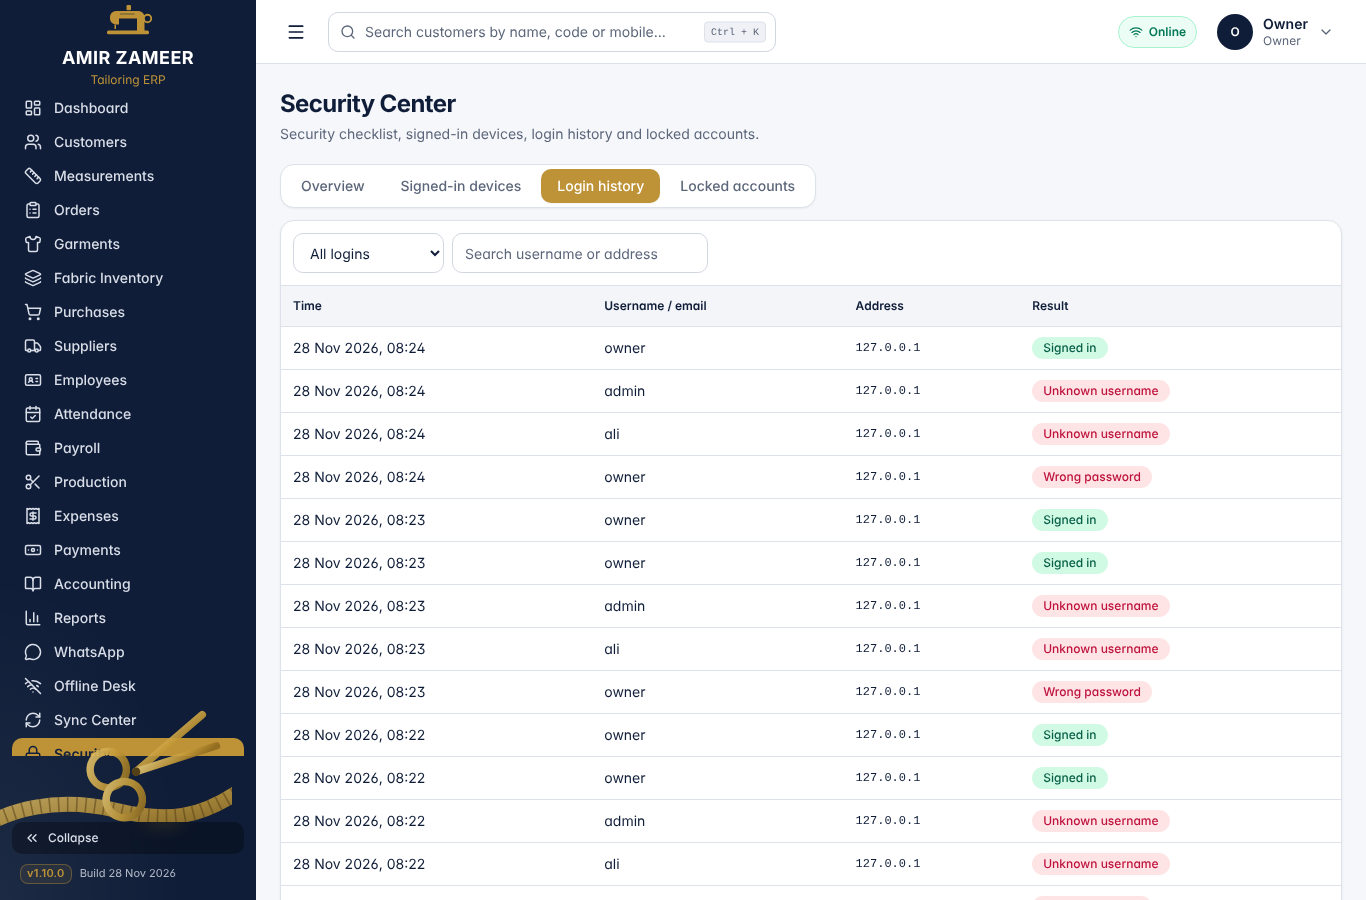 AMIR ZAMEER
Tailoring ERP
Dashboard
Customers
Measurements
Orders
Garments
Fabric Inventory
Purchases
Suppliers
Employees
Attendance
Payroll
Production
Expenses
Payments
Accounting
Reports
WhatsApp
Offline Desk
Sync Center
Collapse
v1.10.0 Build 28 Nov 2026
Search customers by name, code or mobile... Ctrl + K
Online
O Owner
Owner
Security Center
Security checklist, signed-in devices, login history and locked accounts.
Overview Signed-in devices Login history Locked accounts
All logins Search username or address
Time Username / email Address Result
28 Nov 2026, 08:24 owner 127.0.0.1 Signed in
28 Nov 2026, 08:24 admin 127.0.0.1 Unknown username
28 Nov 2026, 08:24 ali 127.0.0.1 Unknown username
28 Nov 2026, 08:24 owner 127.0.0.1 Wrong password
28 Nov 2026, 08:23 owner 127.0.0.1 Signed in
28 Nov 2026, 08:23 owner 127.0.0.1 Signed in
28 Nov 2026, 08:23 admin 127.0.0.1 Unknown username
28 Nov 2026, 08:23 ali 127.0.0.1 Unknown username
28 Nov 2026, 08:23 owner 127.0.0.1 Wrong password
28 Nov 2026, 08:22 owner 127.0.0.1 Signed in
28 Nov 2026, 08:22 owner 127.0.0.1 Signed in
28 Nov 2026, 08:22 admin 127.0.0.1 Unknown username
28 Nov 2026, 08:22 ali 127.0.0.1 Unknown username